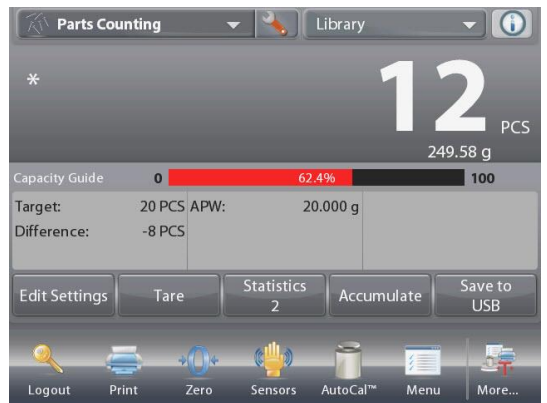 Parts Counting Library
*
12 PCS
249.58 g
Capacity Guide 0 62.4% 100
Target: 20 PCS APW: 20.000 g
Difference: -8 PCS
Edit Settings Tare Statistics 2 Accumulate Save to USB
Logout Print Zero Sensors AutoCal™ Menu More...